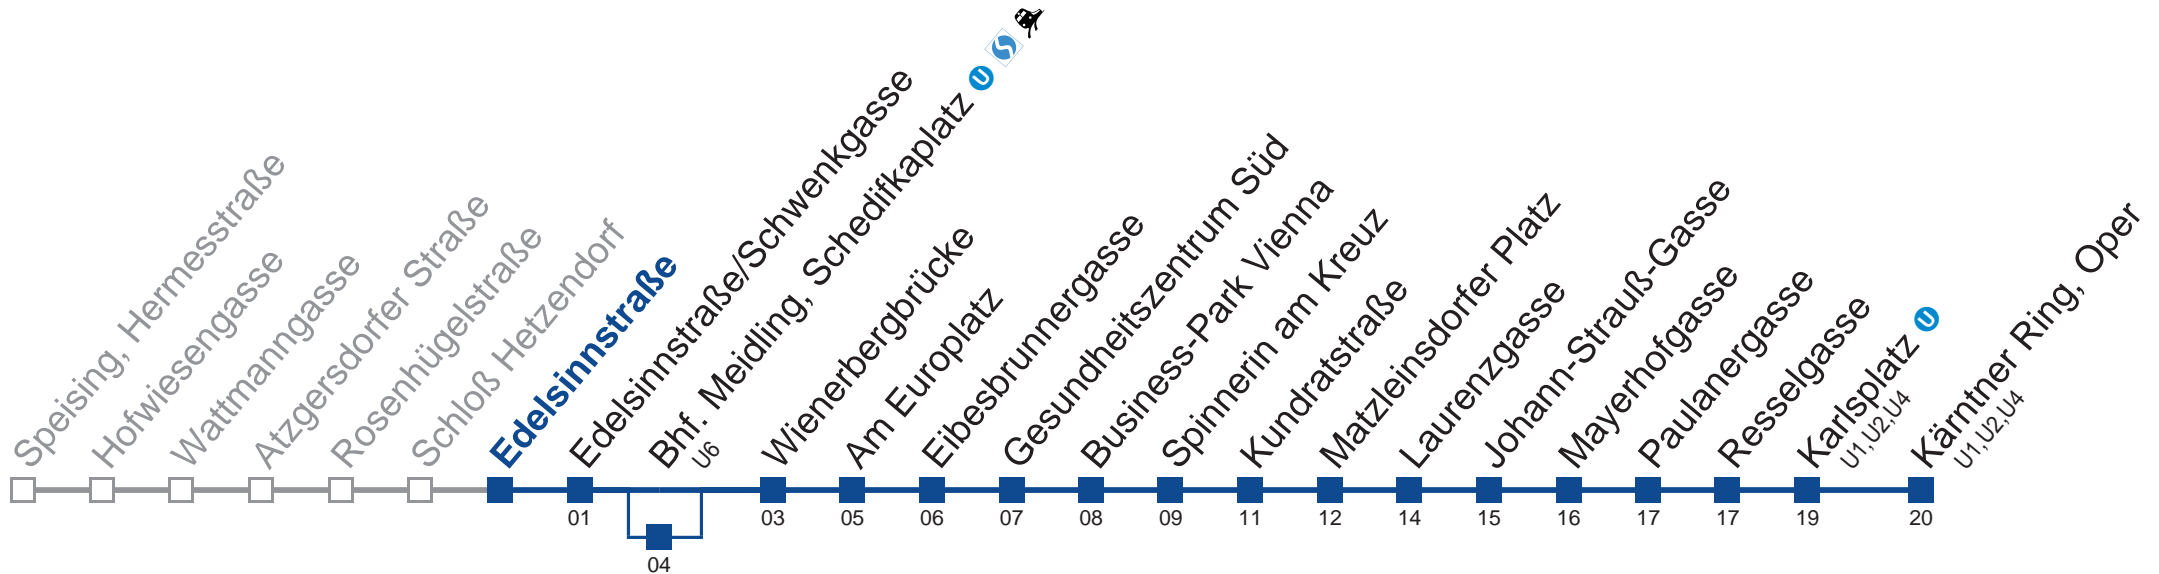 Speising, Hermesstraße
Hofwiesengasse
Wattmanngasse
Atzgersdorfer Straße
Rosenhügelstraße
Schloß Hetzendorf
Edelsinnstraße
Edelsinnstraße/Schwenkgasse
01
Bhf. Meidling, Schedifkaplatz U S
U6
04
Wienerbergbrücke
03
Am Europlatz
05
Eibesbrunnergasse
06
Gesundheitszentrum Süd
07
Business-Park Vienna
08
Spinnerin am Kreuz
09
Kundratstraße
11
Matzleinsdorfer Platz
12
Laurenzgasse
14
Johann-Strauß-Gasse
15
Mayerhofgasse
16
Paulanergasse
17
Resselgasse
17
Karlsplatz U
U1,U2,U4
19
Kärntner Ring, Oper
U1,U2,U4
20